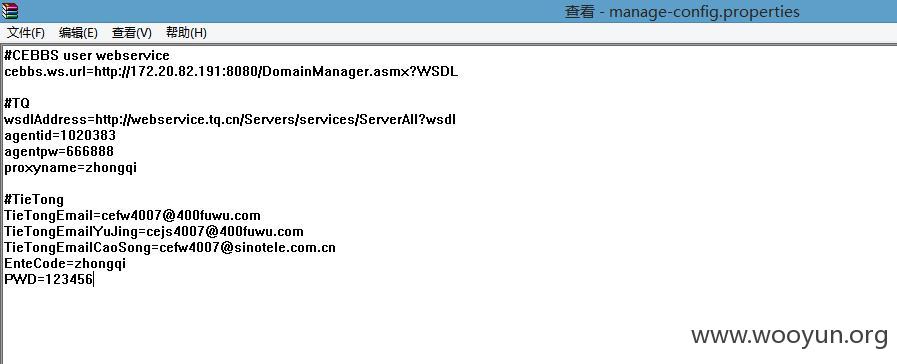 查看 - manage-config.properties
文件(F) 编辑(E) 查看(V) 帮助(H)
#CEBBS user webservice
cebbs.ws.url=http://172.20.82.191:8080/DomainManager.asmx?WSDL
#TQ
wsdlAddress=http://webservice.tq.cn/Servers/services/ServerAll?wsdl
agentid=1020383
agentpw=666888
proxyname=zhongqi
#TieTong
TieTongEmail=cefw4007@400fuwu.com
TieTongEmailYuJing=cejs4007@400fuwu.com
TieTongEmailCaoSong=cefw4007@sinotele.com.cn
EnteCode=zhongqi
PWD=123456
www.wooyun.org